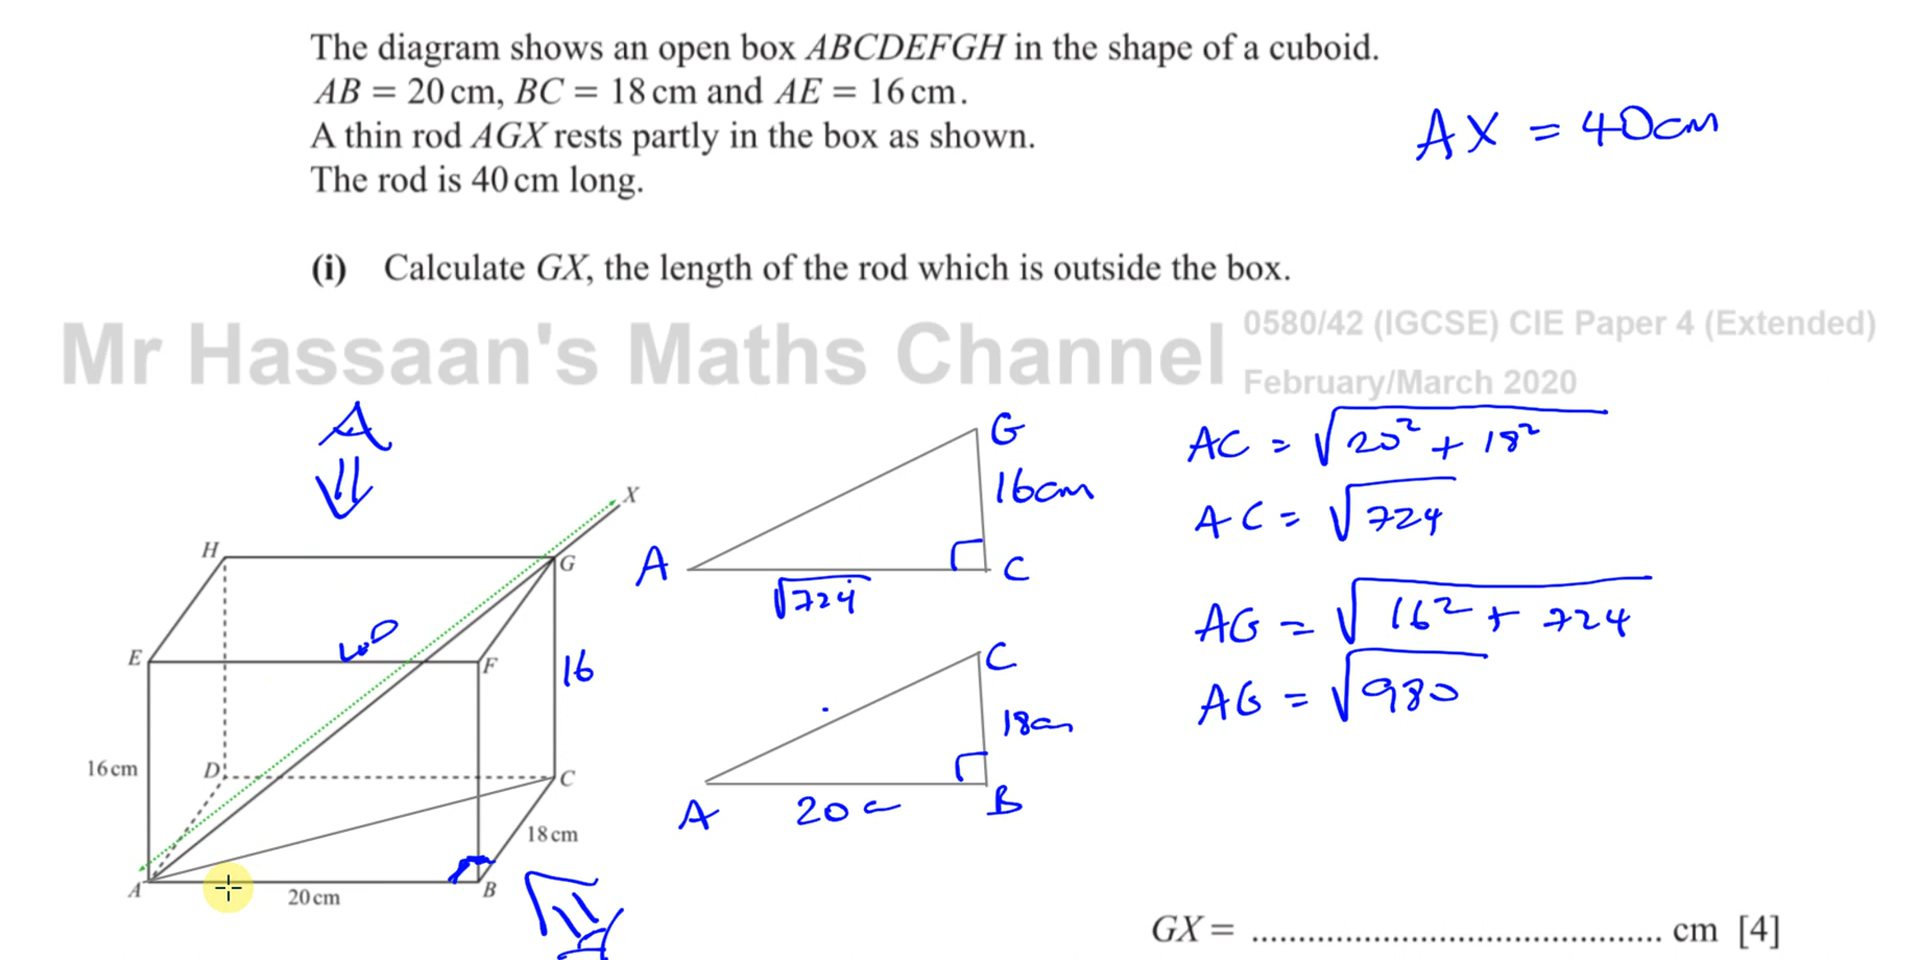 The diagram shows an open box ABCDEFGH in the shape of a cuboid.
AB = 20 cm, BC = 18 cm and AE = 16 cm.
A thin rod AGX rests partly in the box as shown.
The rod is 40 cm long.
AX = 40cm
(i) Calculate GX, the length of the rod which is outside the box.
Mr Hassaan's Maths Channel
0580/42 (IGCSE) CIE Paper 4 (Extended)
February/March 2020
A
X
H
G
E
F
16
16 cm
D
C
18 cm
A
20 cm
B
G
16cm
A
C
√724
C
18cm
A
20
B
AC = √20² + 18²
AC = √724
AG = √16² + 724
AG = √980
GX = ........................................ cm [4]